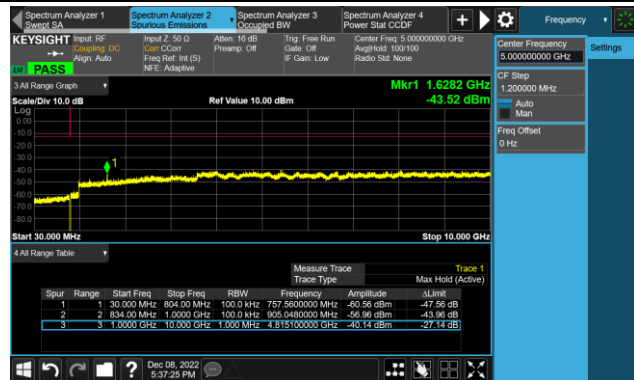 Spectrum Analyzer 1
Swept SA
Spectrum Analyzer 2
Spurious Emissions
Spectrum Analyzer 3
Occupied BW
Spectrum Analyzer 4
Power Stat CCDF
Frequency
KEYSIGHT
Input: RF
Coupling: DC
Align: Auto
Input Z: 50 Ω
Corr CCorr
Freq Ref: Int (S)
NFE: Adaptive
Atten: 16 dB
Preamp: Off
Trig: Free Run
Gate: Off
IF Gain: Low
Center Freq: 5.000000000 GHz
Avg|Hold: 100/100
Radio Std: None
PASS
Center Frequency
5.000000000 GHz
Settings
CF Step
1.200000 MHz
Auto
Man
Freq Offset
0 Hz
3 All Range Graph
Mkr1 1.6282 GHz
Scale/Div 10.0 dB
Ref Value 10.00 dBm
-43.52 dBm
Log
0.00
-10.0
-20.0
-30.0
-40.0
-50.0
-60.0
-70.0
-80.0
1
Start 30.000 MHz
Stop 10.000 GHz
4 All Range Table
Measure Trace Trace 1
Trace Type Max Hold (Active)
Spur Range Start Freq Stop Freq RBW Frequency Amplitude ΔLimit
1 1 30.000 MHz 804.00 MHz 100.0 kHz 757.5600000 MHz -60.56 dBm -47.56 dB
2 2 834.00 MHz 1.0000 GHz 100.0 kHz 905.0480000 MHz -56.96 dBm -43.96 dB
3 3 1.0000 GHz 10.000 GHz 1.000 MHz 4.815100000 GHz -40.14 dBm -27.14 dB
?
Dec 08, 2022
5:37:25 PM